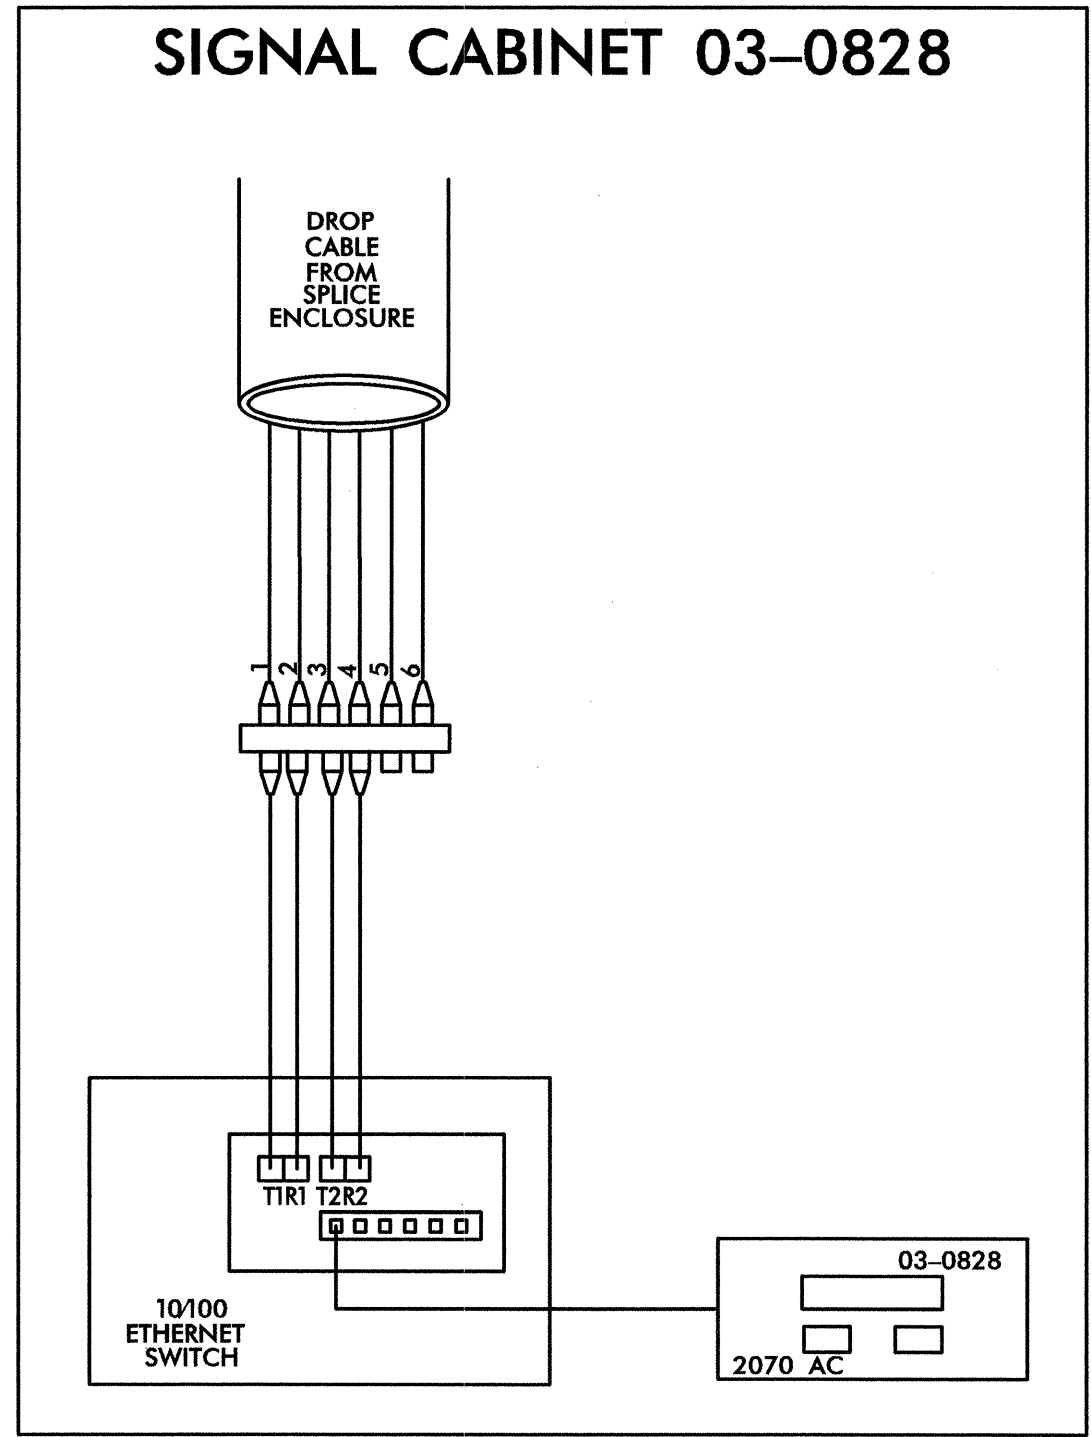 SIGNAL CABINET 03–0828
DROP
CABLE
FROM
SPLICE
ENCLOSURE
1 2 3 4 5 6
T1R1 T2R2
10/100
ETHERNET
SWITCH
03–0828
2070 AC